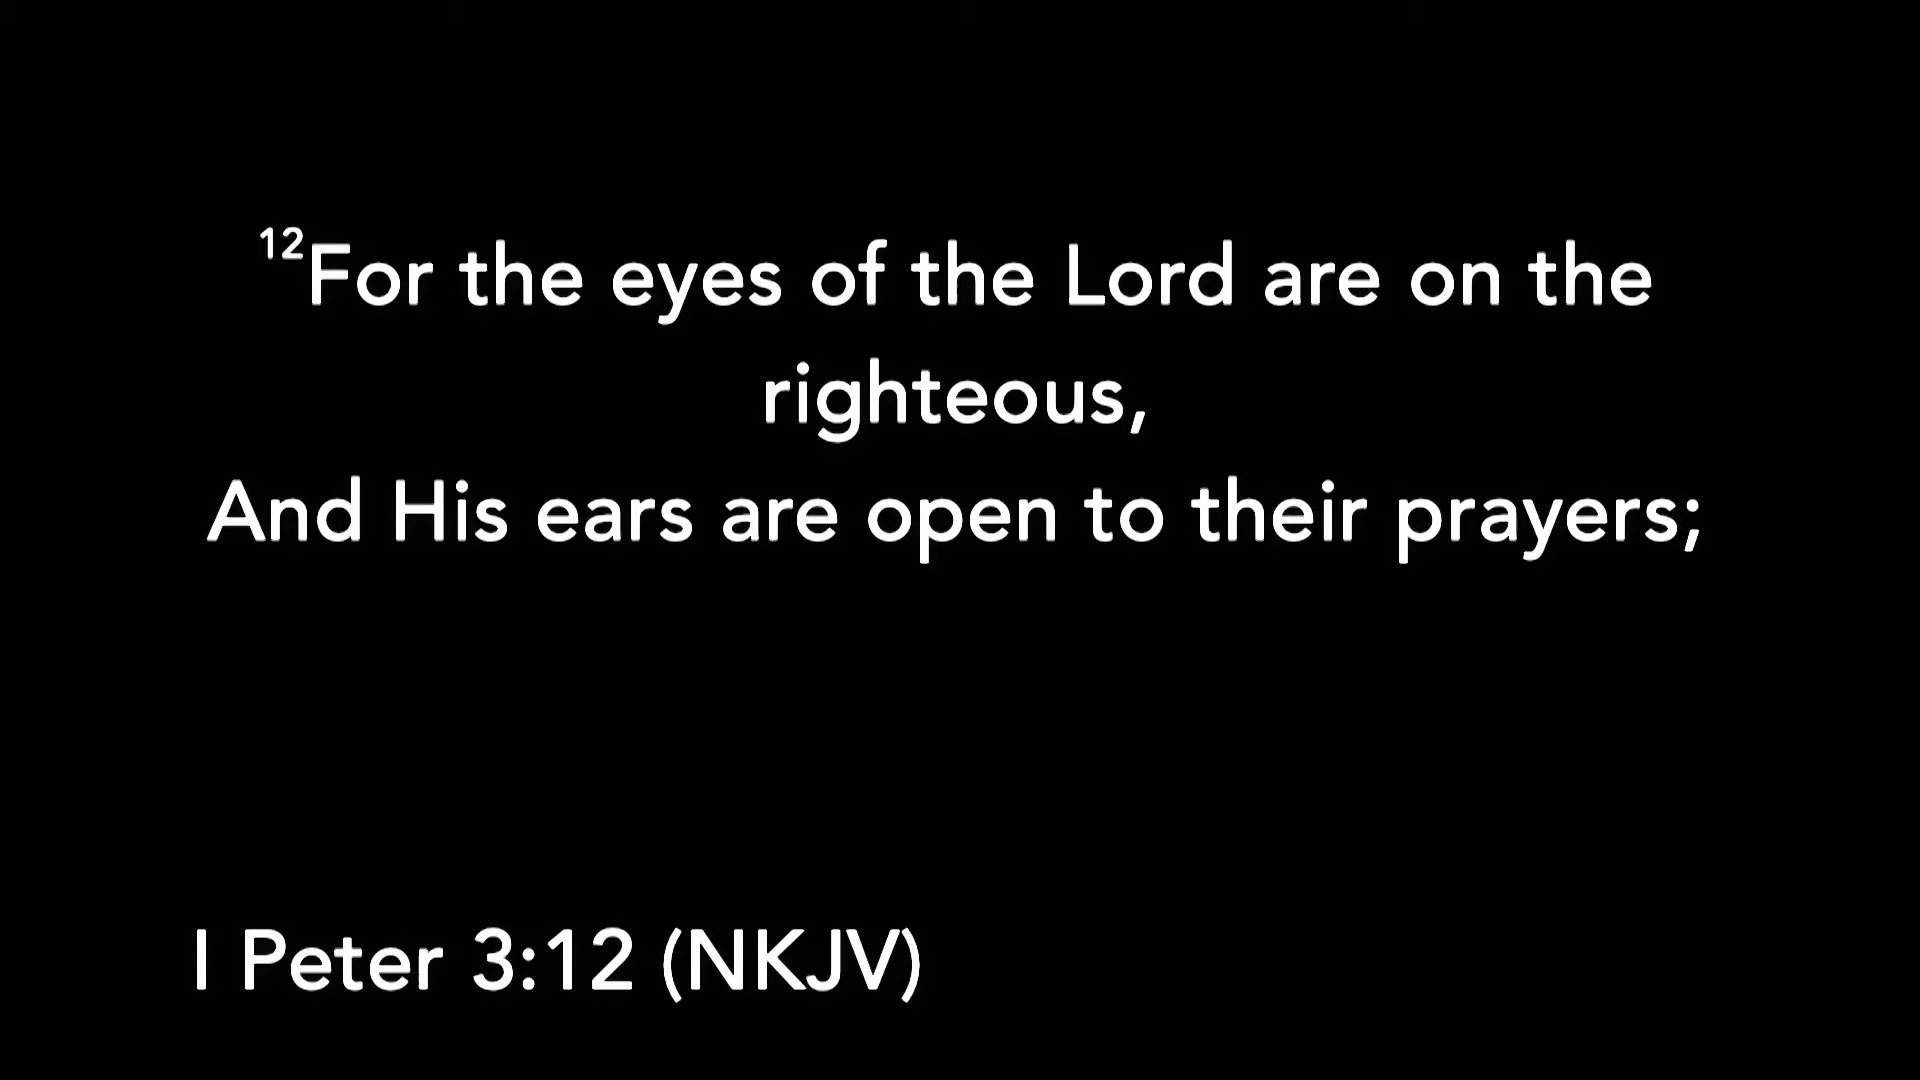 12For the eyes of the Lord are on the
righteous,
And His ears are open to their prayers;
I Peter 3:12 (NKJV)